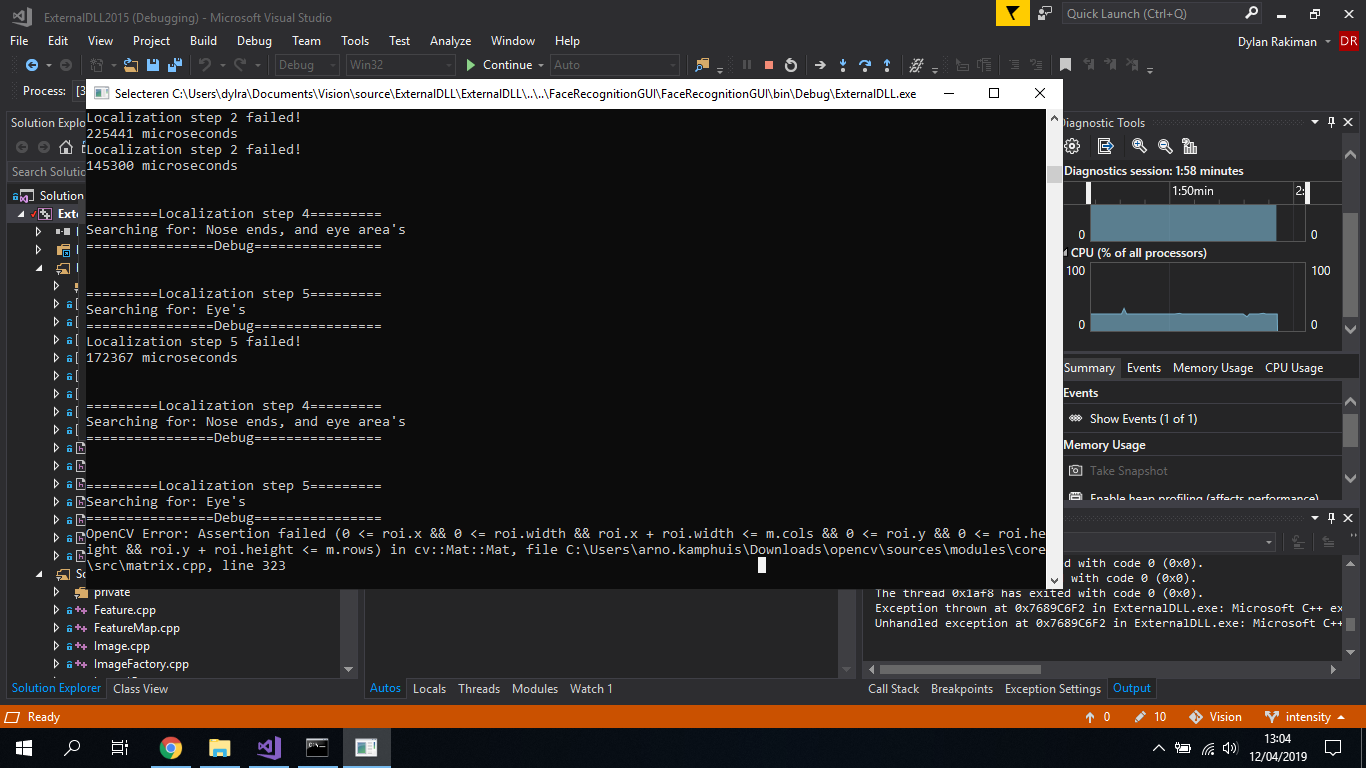 ExternalDLL2015 (Debugging) - Microsoft Visual Studio
Quick Launch (Ctrl+Q)
File Edit View Project Build Debug Team Tools Test Analyze Window Help
Dylan Rakiman DR
Debug Win32 Continue Auto
Process:
Selecteren C:\Users\dylra\Documents\Vision\source\ExternalDLL\ExternalDLL\..\..\FaceRecognitionGUI\FaceRecognitionGUI\bin\Debug\ExternalDLL.exe
Localization step 2 failed!
225441 microseconds
Localization step 2 failed!
145300 microseconds
=========Localization step 4=========
Searching for: Nose ends, and eye area's
================Debug================
=========Localization step 5=========
Searching for: Eye's
================Debug================
Localization step 5 failed!
172367 microseconds
=========Localization step 4=========
Searching for: Nose ends, and eye area's
================Debug================
=========Localization step 5=========
Searching for: Eye's
================Debug================
OpenCV Error: Assertion failed (0 <= roi.x && 0 <= roi.width && roi.x + roi.width <= m.cols && 0 <= roi.y && 0 <= roi.he
ight && roi.y + roi.height <= m.rows) in cv::Mat::Mat, file C:\Users\arno.kamphuis\Downloads\opencv\sources\modules\core
\src\matrix.cpp, line 323
Solution Explo
Search Solutio
Solution
Exte
So
private
Feature.cpp
FeatureMap.cpp
Image.cpp
ImageFactory.cpp
Solution Explorer Class View
Autos Locals Threads Modules Watch 1
Diagnostic Tools
Diagnostics session: 1:58 minutes
1:50min 2:
0 0
CPU (% of all processors)
100 100
0 0
Summary Events Memory Usage CPU Usage
Events
Show Events (1 of 1)
Memory Usage
Take Snapshot
Enable heap profiling (affects performance)
d with code 0 (0x0).
with code 0 (0x0).
The thread 0x1af8 has exited with code 0 (0x0).
Exception thrown at 0x7689C6F2 in ExternalDLL.exe: Microsoft C++ ex
Unhandled exception at 0x7689C6F2 in ExternalDLL.exe: Microsoft C++
Call Stack Breakpoints Exception Settings Output
Ready
0 10 Vision intensity
13:04
12/04/2019